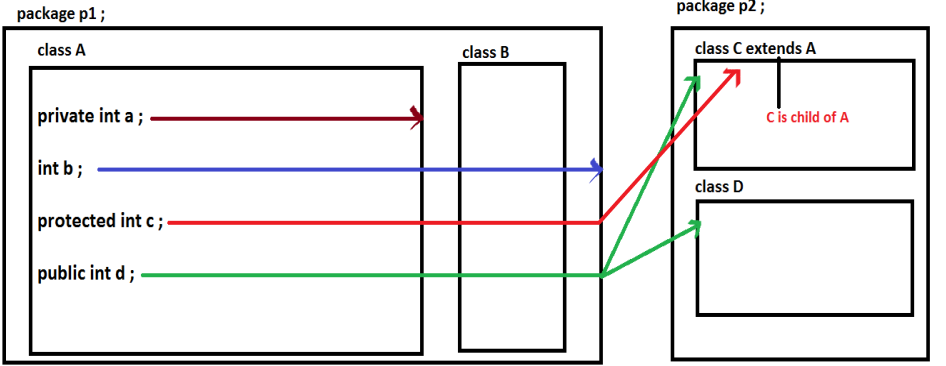 package p1 ;
class A
class B
private int a ;
int b ;
protected int c ;
public int d ;
package p2 ;
class C extends A
C is child of A
class D